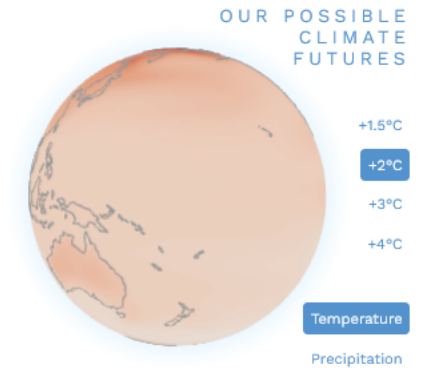 OUR POSSIBLE
CLIMATE
FUTURES
+1.5°C
+2°C
+3°C
+4°C
Temperature
Precipitation